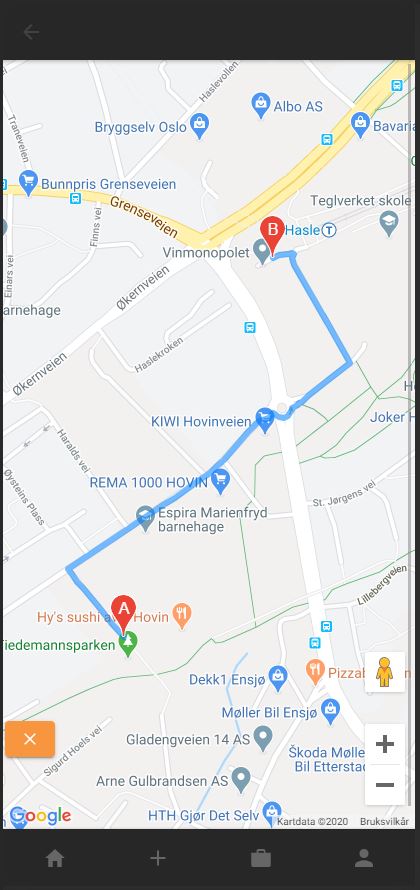 Haslevollen
Albo AS
Bryggselv Oslo
Bavaria
Traneveien
Bunnpris Grenseveien
Teglverket skole
Grenseveien
Finns vei
B
Hasle T
Vinmonopolet
Einars vei
Økernveien
arnehage
Haslekroken
Økernveien
KIWI Hovinveien
Joker H
Haralds vei
REMA 1000 HOVIN
Øysteins Plass
St. Jørgens vei
Espira Marienfryd
barnehage
Lillebergveien
A
Hy's sushi a Hovin
iedemannsparken
Pizzab
Dekk1 Ensjø
Møller Bil Ensjø
Gladengveien 14 AS
Sigurd Hoels vei
Škoda Mølle
Bil Etterstad
Arne Gulbrandsen AS
HTH Gjør Det Selv
Google
Kartdata ©2020 Bruksvilkår